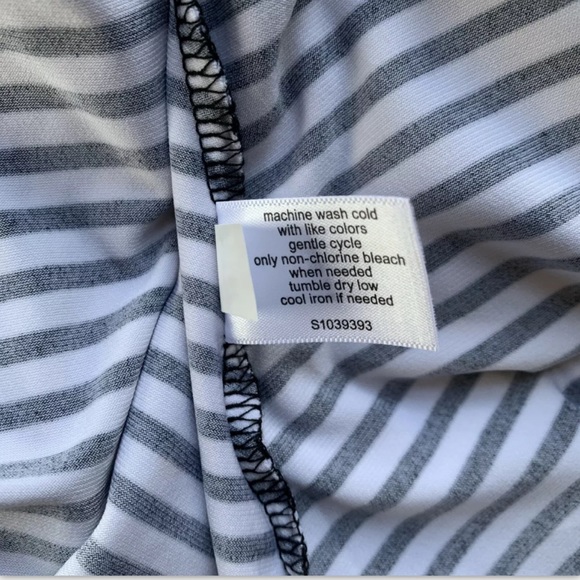 machine wash cold
with like colors
gentle cycle
only non-chlorine bleach
when needed
tumble dry low
cool iron if needed
S1039393